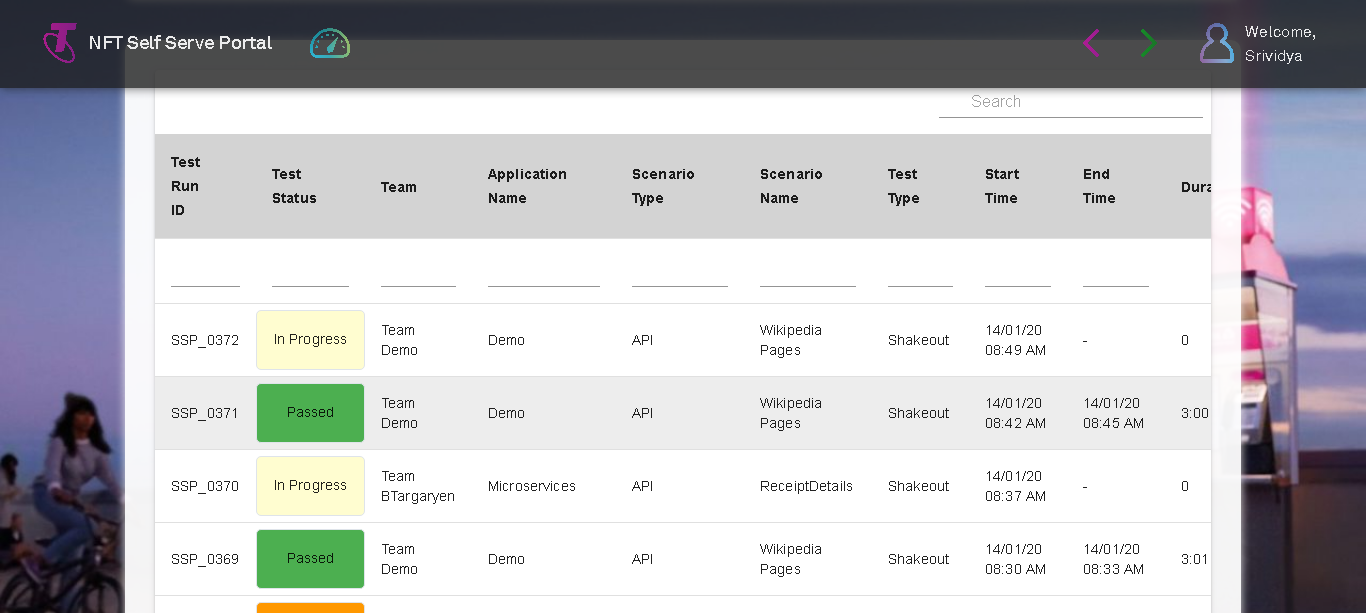 NFT Self Serve Portal
Welcome,
Srividya
Search
Test
Run
ID
Test
Status
Team
Application
Name
Scenario
Type
Scenario
Name
Test
Type
Start
Time
End
Time
Dura
SSP_0372
In Progress
Team
Demo
Demo
API
Wikipedia
Pages
Shakeout
14/01/20
08:49 AM
-
0
SSP_0371
Passed
Team
Demo
Demo
API
Wikipedia
Pages
Shakeout
14/01/20
08:42 AM
14/01/20
08:45 AM
3:00
SSP_0370
In Progress
Team
BTargaryen
Microservices
API
ReceiptDetails
Shakeout
14/01/20
08:37 AM
-
0
SSP_0369
Passed
Team
Demo
Demo
API
Wikipedia
Pages
Shakeout
14/01/20
08:30 AM
14/01/20
08:33 AM
3:01